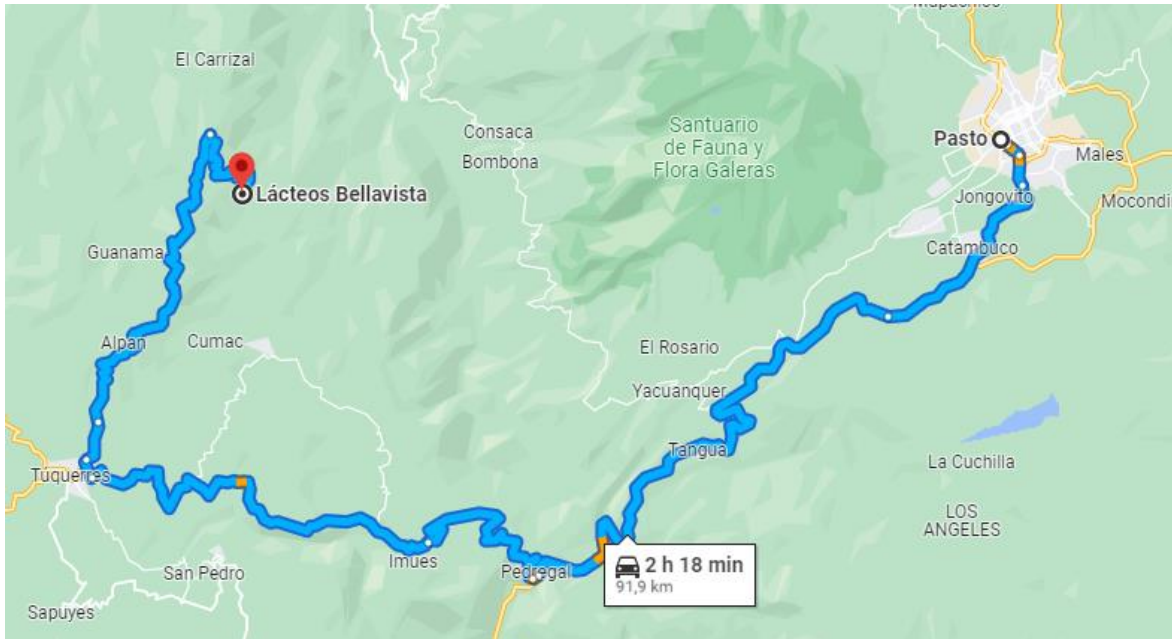 El Carrizal
Consaca
Bombona
Santuario
de Fauna y
Flora Galeras
Pasto
Males
Lácteos Bellavista
Jongovito
Mocondi
Guanama
Catambuco
Alpan
Cumac
El Rosario
Yacuanquer
Tangua
La Cuchilla
Túquerres
LOS
ANGELES
Imues
Pedregal
2 h 18 min
91,9 km
San Pedro
Sapuyes